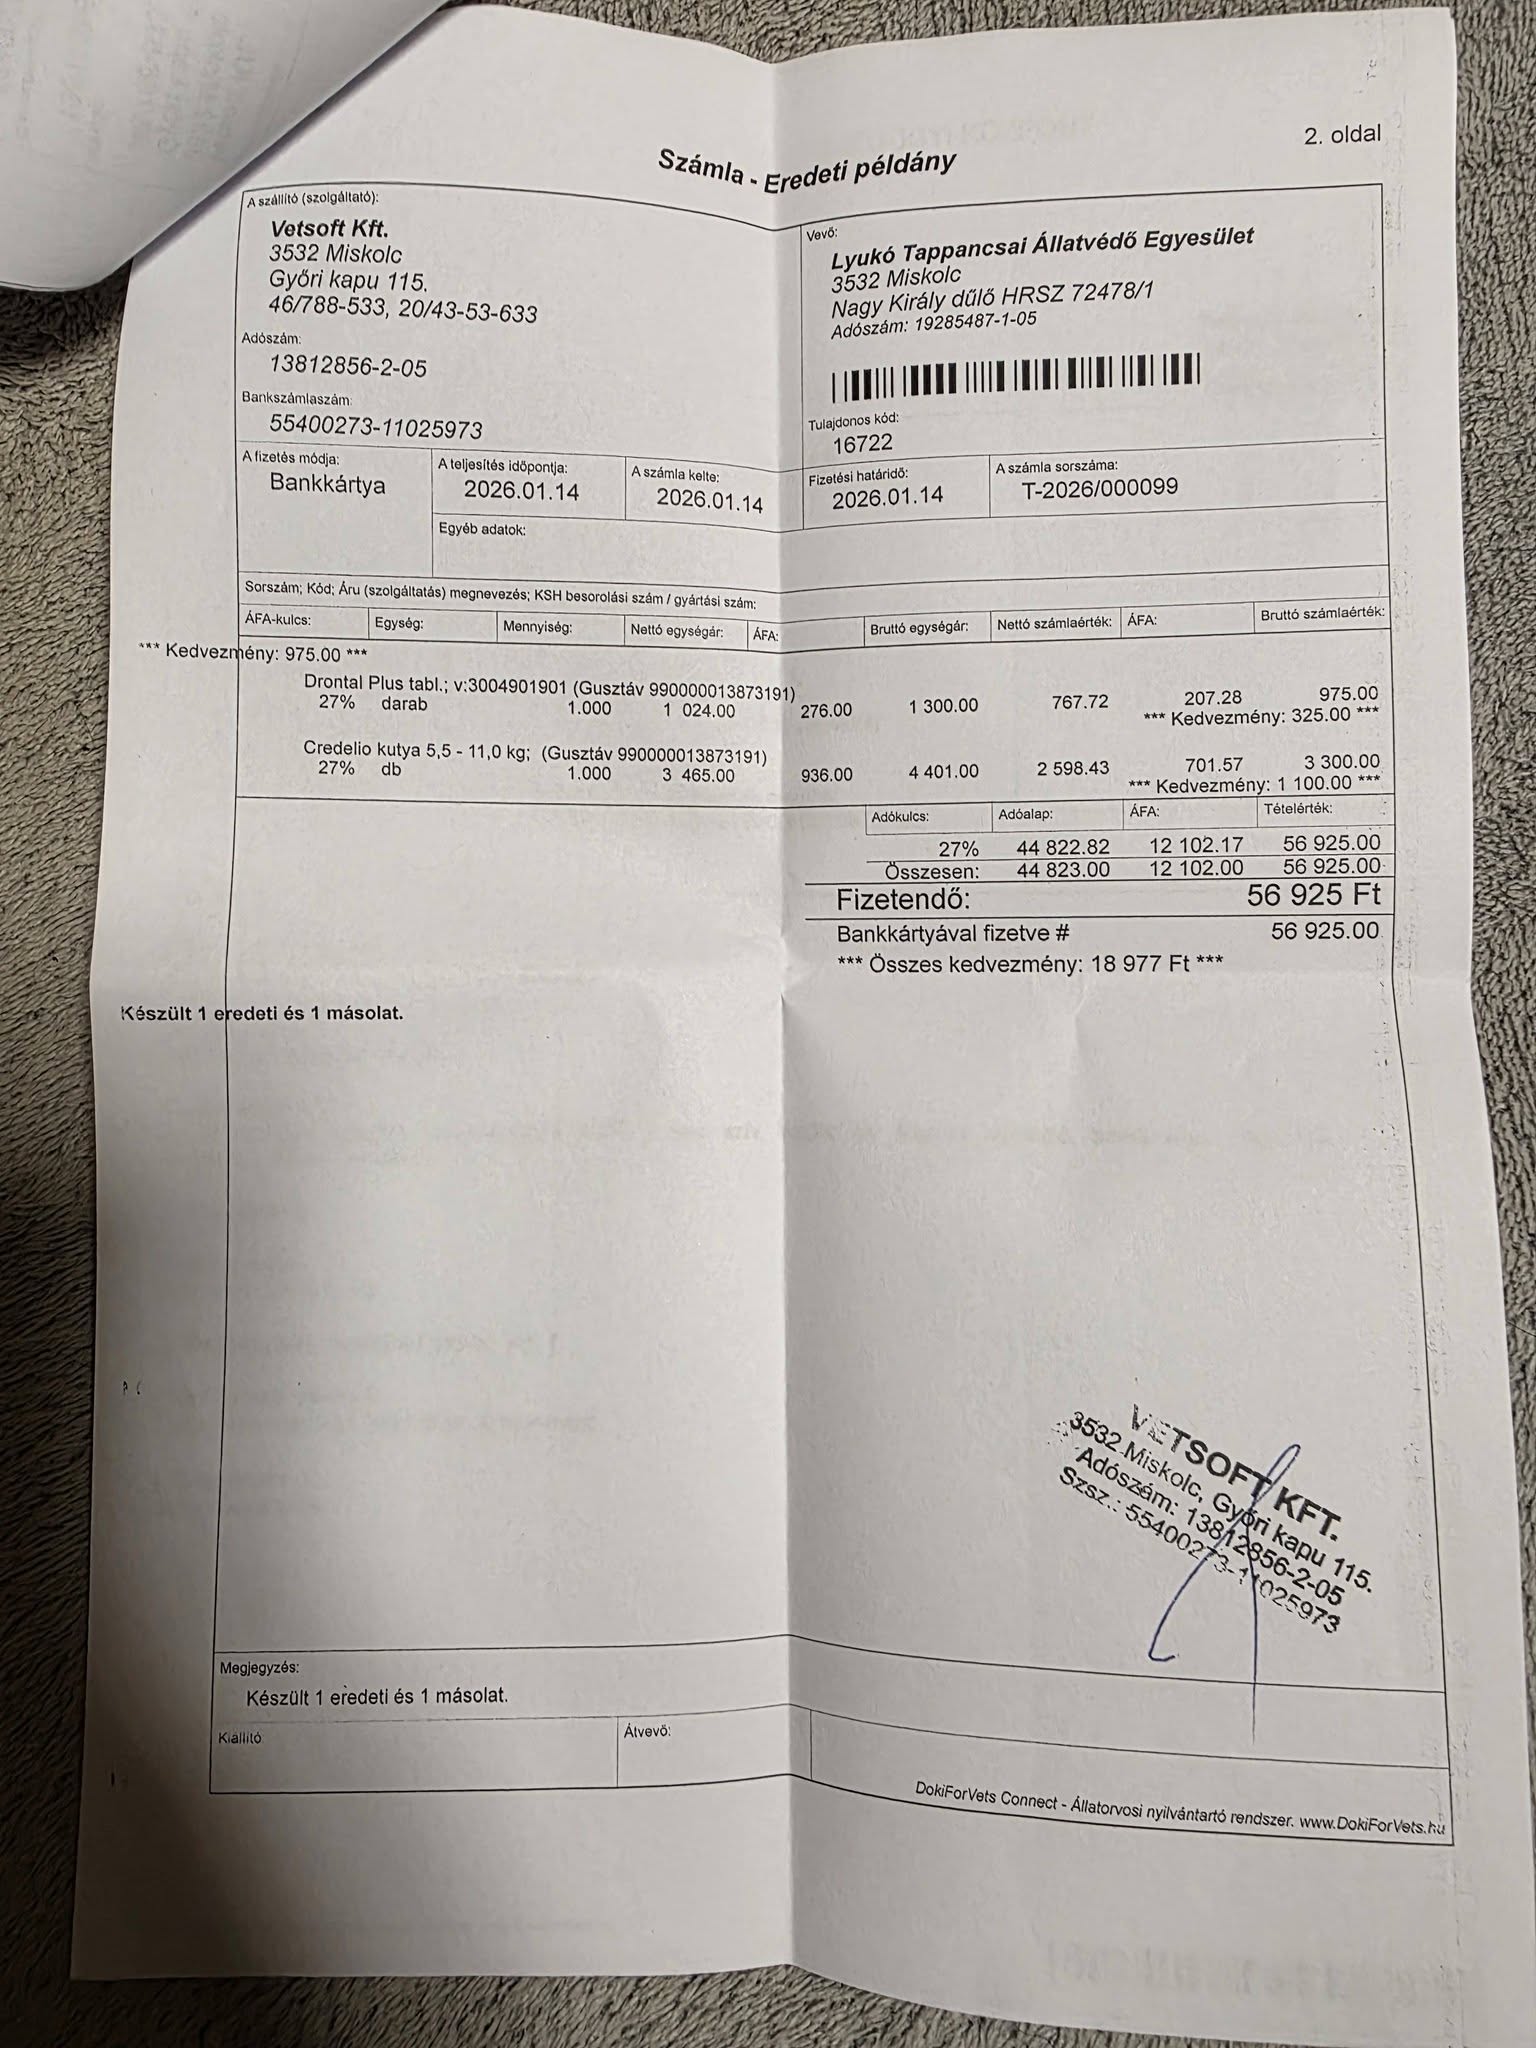 2. oldal
Számla - Eredeti példány
A szállító (szolgáltató):
Vetsoft Kft.
3532 Miskolc
Győri kapu 115.
46/788-533, 20/43-53-633
Adószám:
13812856-2-05
Bankszámlaszám:
55400273-11025973
Vevő:
Lyukó Tappancsai Állatvédő Egyesület
3532 Miskolc
Nagy Király dűlő HRSZ 72478/1
Adószám: 19285487-1-05
Tulajdonos kód:
16722
A fizetés módja:
Bankkártya
A teljesítés időpontja:
2026.01.14
A számla kelte:
2026.01.14
Fizetési határidő:
2026.01.14
A számla sorszáma:
T-2026/000099
Egyéb adatok:
Sorszám; Kód; Áru (szolgáltatás) megnevezés; KSH besorolási szám / gyártási szám;
ÁFA-kulcs: Egység: Mennyiség: Nettó egységár: ÁFA: Bruttó egységár: Nettó számlaérték: ÁFA: Bruttó számlaérték:
*** Kedvezmény: 975.00 ***
Drontal Plus tabl.; v:3004901901 (Gusztáv 990000013873191)
27% darab 1.000 1 024.00 276.00 1 300.00 767.72 207.28 975.00
*** Kedvezmény: 325.00 ***
Credelio kutya 5,5 - 11,0 kg; (Gusztáv 990000013873191)
27% db 1.000 3 465.00 936.00 4 401.00 2 598.43 701.57 3 300.00
*** Kedvezmény: 1 100.00 ***
Adókulcs: Adóalap: ÁFA: Tételérték:
27% 44 822.82 12 102.17 56 925.00
Összesen: 44 823.00 12 102.00 56 925.00
Fizetendő: 56 925 Ft
Bankkártyával fizetve # 56 925.00
*** Összes kedvezmény: 18 977 Ft ***
Készült 1 eredeti és 1 másolat.
VETSOFT KFT.
3532 Miskolc, Győri kapu 115.
Adószám: 13812856-2-05
Szsz.: 55400273-11025973
Megjegyzés:
Készült 1 eredeti és 1 másolat.
Kiállító
Átvevő:
DokiForVets Connect - Állatorvosi nyilvántartó rendszer. www.DokiForVets.hu